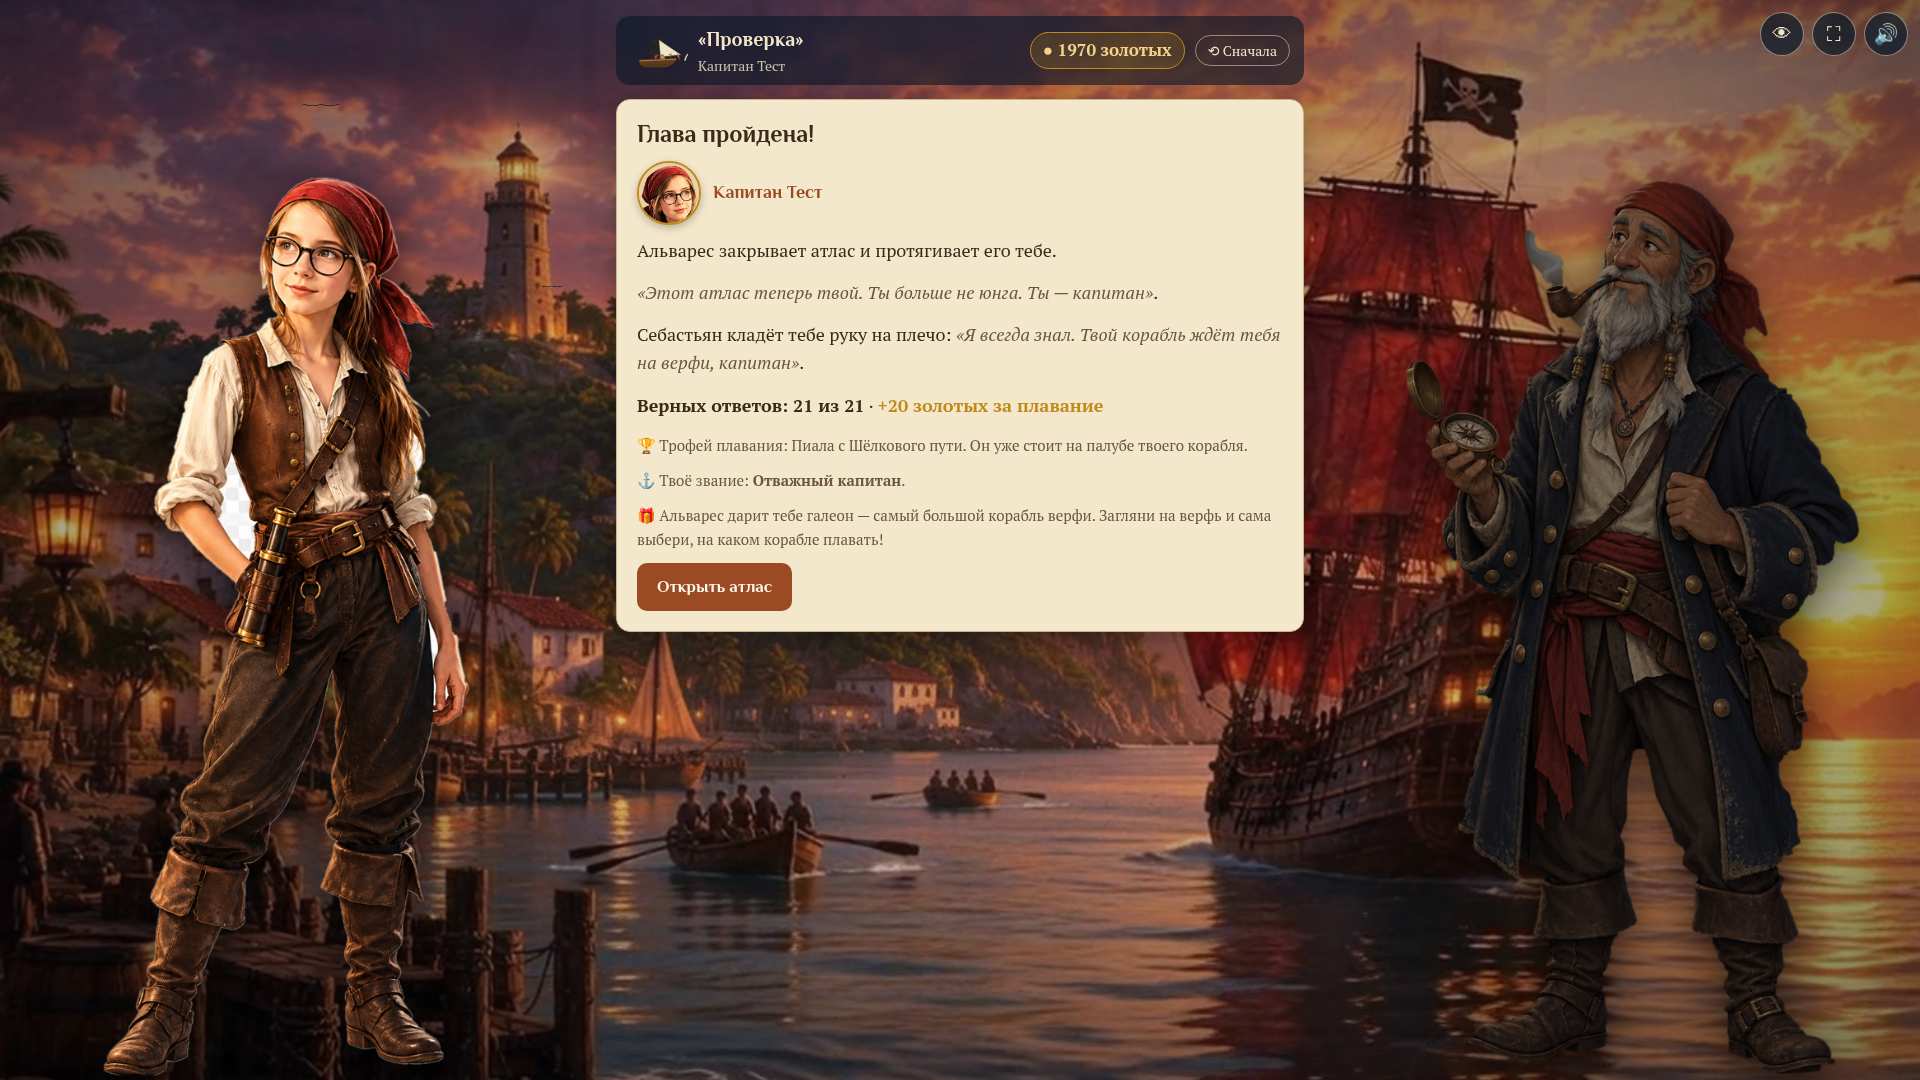 «Проверка»
Капитан Тест
● 1970 золотых
⟲ Сначала
Глава пройдена!
Капитан Тест
Альварес закрывает атлас и протягивает его тебе.
«Этот атлас теперь твой. Ты больше не юнга. Ты — капитан».
Себастьян кладёт тебе руку на плечо: «Я всегда знал. Твой корабль ждёт тебя
на верфи, капитан».
Верных ответов: 21 из 21 · +20 золотых за плавание
🏆 Трофей плавания: Пиала с Шёлкового пути. Он уже стоит на палубе твоего корабля.
⚓ Твоё звание: Отважный капитан.
🎁 Альварес дарит тебе галеон — самый большой корабль верфи. Загляни на верфь и сама
выбери, на каком корабле плавать!
Открыть атлас